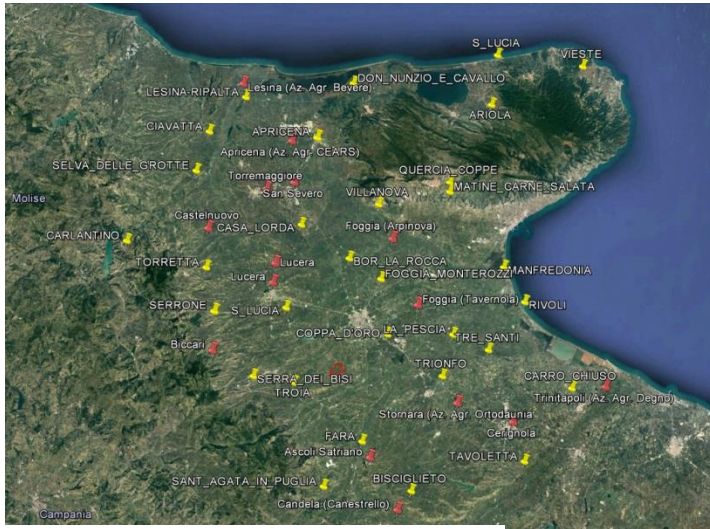 S_LUCIA
VIESTE
DON_NUNZIO_E_CAVALLO
LESINA-RIPALTA
Lesina (Az. Agr. Bevere)
ARIOLA
CIAVATTA
APRICENA
Apricena (Az. Agr. CEARS)
SELVA_DELLE_GROTTE
QUERCIA_COPPE
Torremaggiore
MATINE_CARNE_SALATA
San Severo
Molise
VILLANOVA
Castelnuovo
CASA_LORDA
Foggia (Arpinova)
CARLANTINO
BOR_LA_ROCCA
TORRETTA
Lucera
MANFREDONIA
FOGGIA_MONTEROZZI
Lucera
Foggia (Tavernola)
RIVOLI
SERRONE
S_LUCIA
COPPA_D'ORO
LA_PESCIA
TRE_SANTI
Biccari
TRIONFO
CARRO_CHIUSO
SERRA_DEI_BISI
TROIA
Trinitapoli (Az. Agr. Degno)
Stornara (Az. Agr. Ortodaunia
Cerignola
FARA
Ascoli Satriano
TAVOLETTA
SANT_AGATA_IN_PUGLIA
BISCIGLIETO
Candela (Canestrello)
Campania